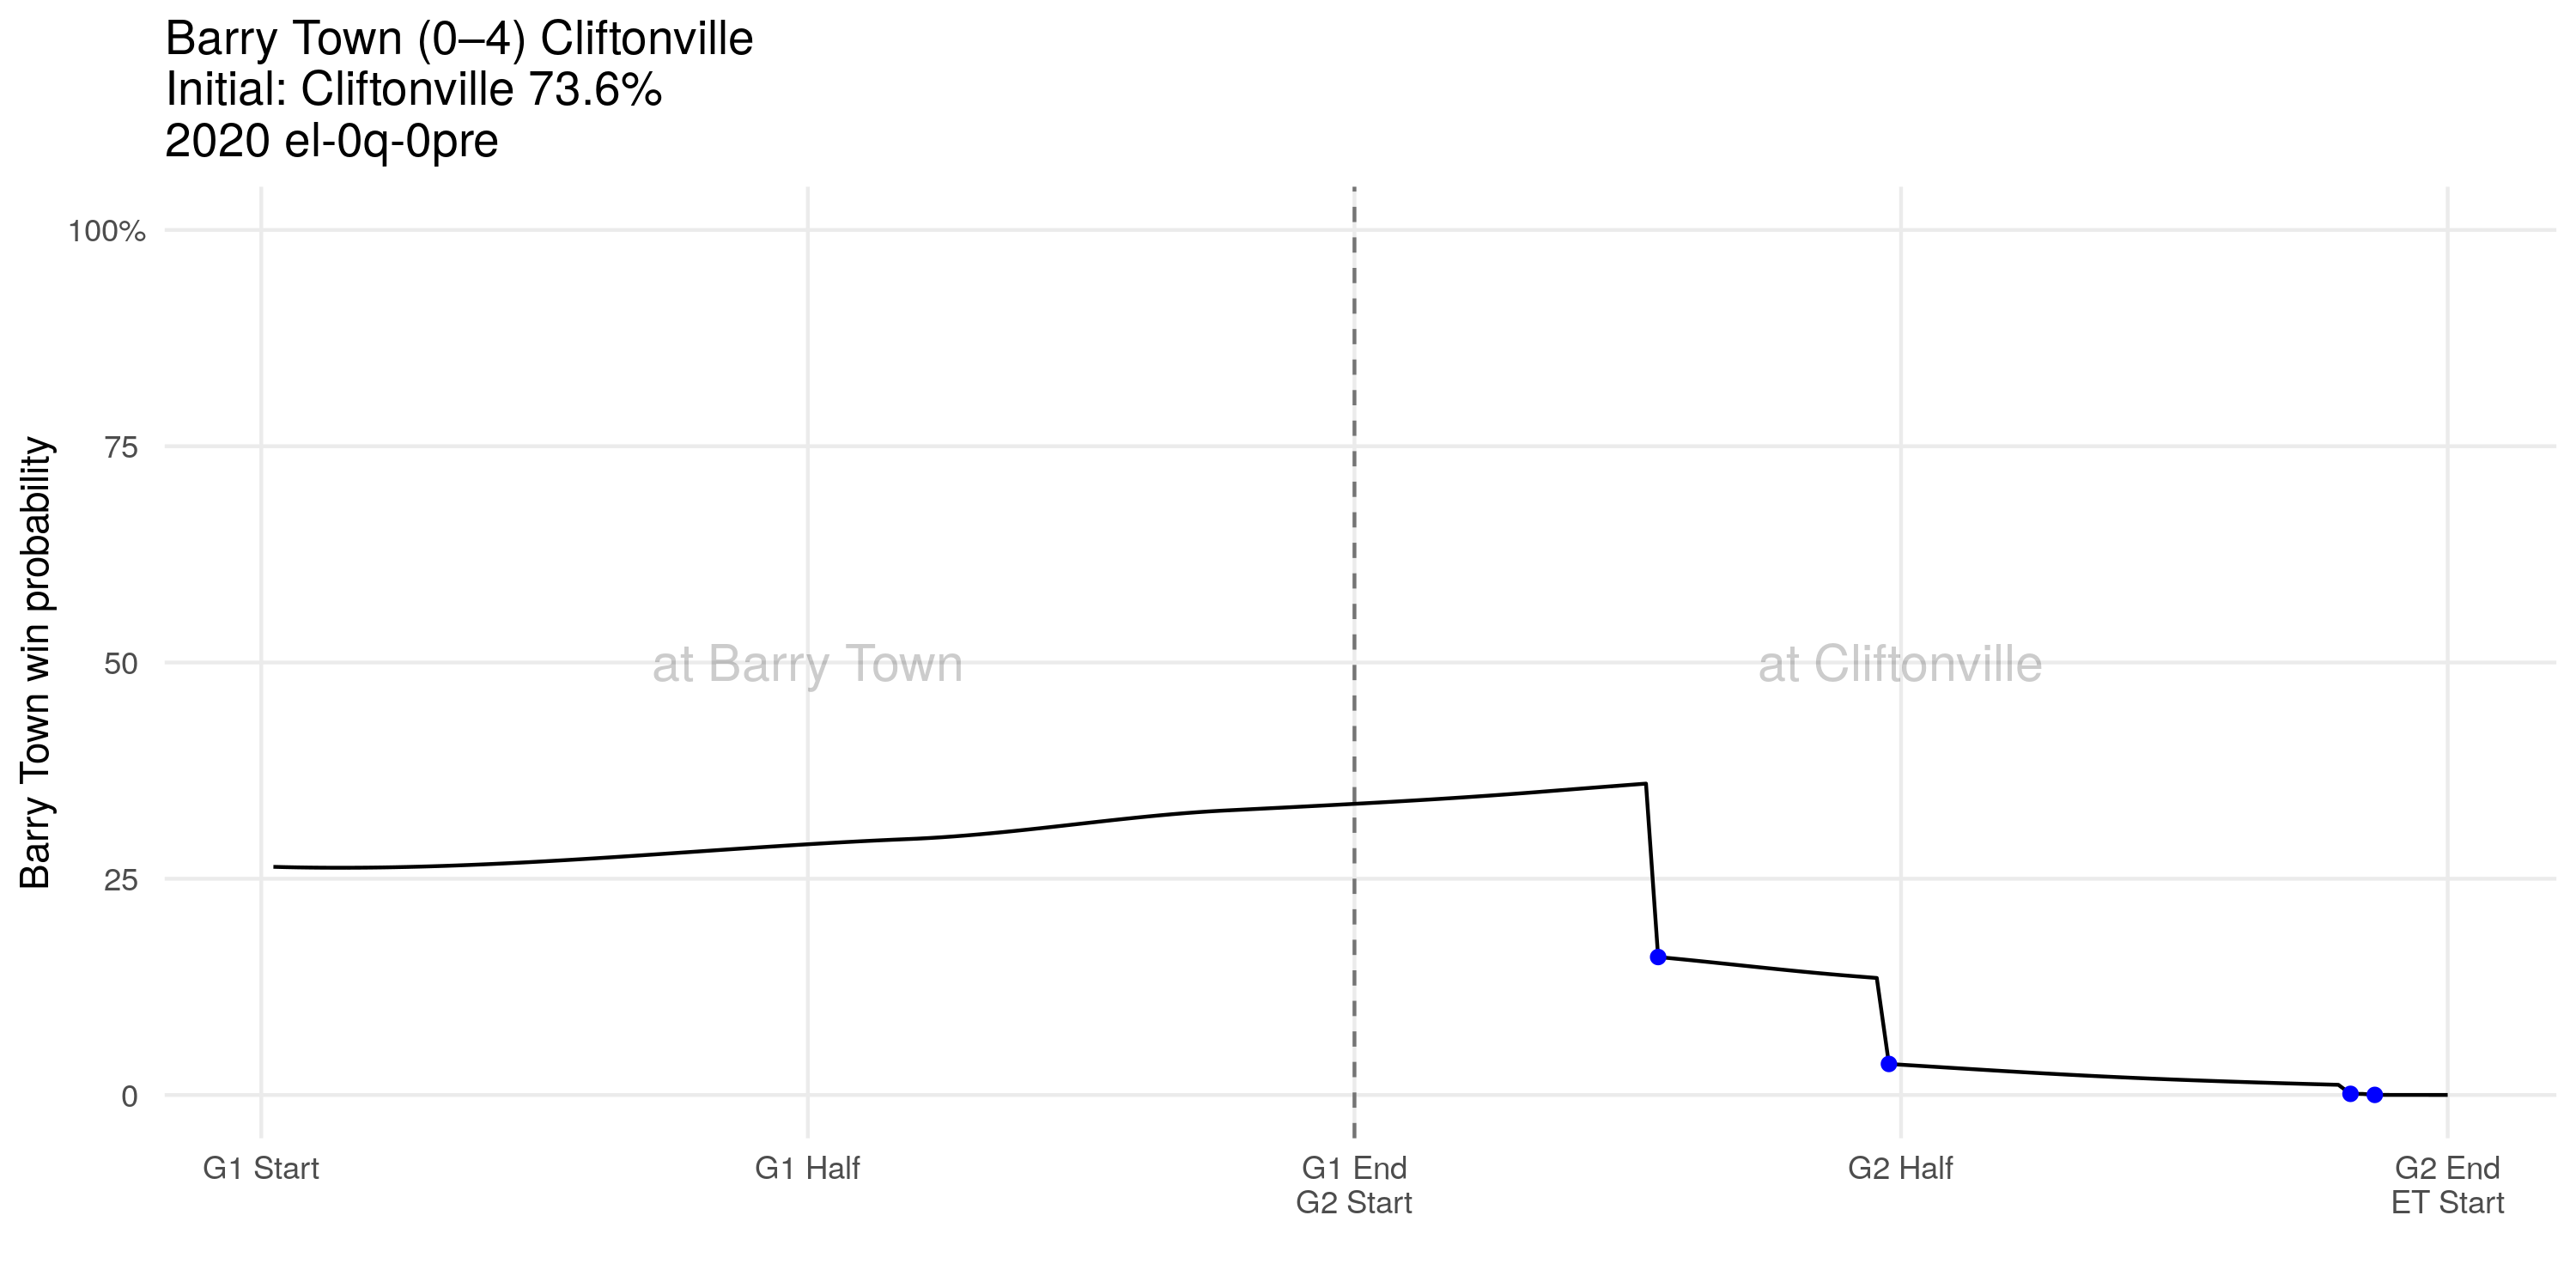 Barry Town (0–4) Cliftonville
Initial: Cliftonville 73.6%
2020 el-0q-0pre
Barry Town win probability
100%
75
50
25
0
at Barry Town
at Cliftonville
G1 Start
G1 Half
G1 End
G2 Start
G2 Half
G2 End
ET Start